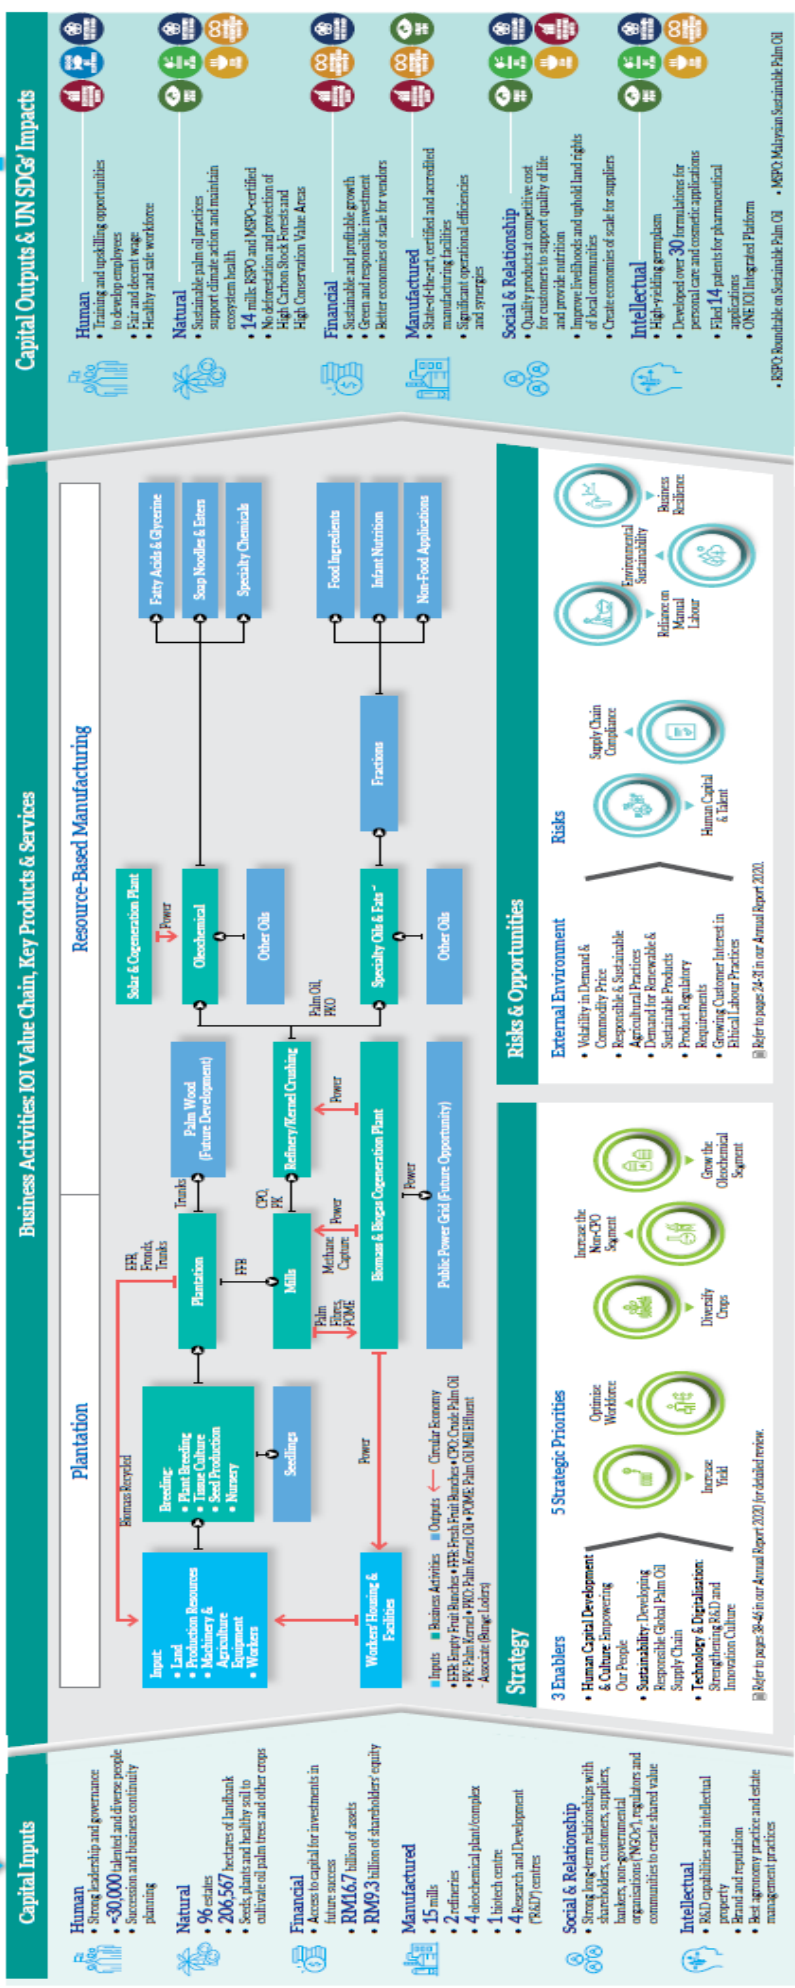 Capital Inputs
Human
• Strong leadership and governance
• <30,000 talented and diverse people
• Succession and business continuity
planning
Natural
• 96 estates
• 206,567 hectares of landbank
• Seeds, plants and healthy soil to
cultivate oil palm trees and other crops
Financial
• Access to capital for investments in
future success
• RM16.7 billion of assets
• RM9.3 billion of shareholders' equity
Manufactured
• 15 mills
• 2 refineries
• 4 oleochemical plant/complex
• 1 biotech centre
• 4 Research and Development
('R&D') centres
Social & Relationship
• Strong long-term relationships with
shareholders, customers, suppliers,
bankers, non-governmental
organisations ('NGOs'), regulators and
communities to create shared value
Intellectual
• R&D capabilities and intellectual
property
• Brand and reputation
• Best agronomy practice and estate
management practices
Business Activities: IOI Value Chain, Key Products & Services
Plantation
Resource-Based Manufacturing
Biomass Recycled
EFB,
Fronds,
Trunks
Input:
• Land
• Production Resources
• Machinery &
Agriculture
Equipment
• Workers
Breeding:
• Plant Breeding
• Tissue Culture
• Seed Production
• Nursery
Seedlings
Plantation
Trunks
Palm Wood
(Future Development)
FFB
Mills
CPO,
PK
Refinery/Kernel Crushing
Palm Oil,
PKO
Palm
Fibres,
POME
Methane
Capture
Power
Power
Workers' Housing &
Facilities
Power
Biomass & Biogas Cogeneration Plant
Power
Public Power Grid (Future Opportunity)
Solar & Cogeneration Plant
Power
Oleochemical
Other Oils
Specialty Oils & Fats ~
Other Oils
Fractions
Fatty Acids & Glycerine
Soap Noodles & Esters
Specialty Chemicals
Food Ingredients
Infant Nutrition
Non-Food Applications
Inputs
Business Activities
Outputs
Circular Economy
• EFB: Empty Fruit Bunches • FFB: Fresh Fruit Bunches • CPO: Crude Palm Oil
• PK: Palm Kernel • PKO: Palm Kernel Oil • POME: Palm Oil Mill Effluent
~ Associate (Bunge Loders)
Strategy
3 Enablers
• Human Capital Development
& Culture: Empowering
Our People
• Sustainability: Developing
Responsible Global Palm Oil
Supply Chain
• Technology & Digitalisation:
Strengthening R&D and
Innovation Culture
5 Strategic Priorities
Increase
Yield
Optimise
Workforce
Diversify
Crops
Increase the
Non-CPO
Segment
Grow the
Oleochemical
Segment
Refer to pages 38-46 in our Annual Report 2020 for detailed review.
Risks & Opportunities
External Environment
• Volatility in Demand &
Commodity Price
• Responsible & Sustainable
Agricultural Practices
• Demand for Renewable &
Sustainable Products
• Product Regulatory
Requirements
• Growing Customer Interest in
Ethical Labour Practices
Risks
Human Capital
& Talent
Supply Chain
Compliance
Reliance on
Manual
Labour
Environmental
Sustainability
Business
Resilience
Refer to pages 24-31 in our Annual Report 2020.
Capital Outputs & UN SDGs' Impacts
Human
• Training and upskilling opportunities
to develop employees
• Fair and decent wage
• Healthy and safe workforce
Natural
• Sustainable palm oil practices
support climate action and maintain
ecosystem health
• 14 mills RSPO and MSPO-certified
• No deforestation and protection of
High Carbon Stock Forests and
High Conservation Value Areas
Financial
• Sustainable and profitable growth
• Green and responsible investment
• Better economies of scale for vendors
Manufactured
• State-of-the-art, certified and accredited
manufacturing facilities
• Significant operational efficiencies
and synergies
Social & Relationship
• Quality products at competitive cost
for customers to support quality of life
and provide nutrition
• Improve livelihoods and uphold land rights
of local communities
• Create economies of scale for suppliers
Intellectual
• High-yielding germplasm
• Developed over 30 formulations for
personal care and cosmetic applications
• Filed 14 patents for pharmaceutical
applications
• ONE IOI Integrated Platform
• RSPO: Roundtable on Sustainable Palm Oil
• MSPO: Malaysian Sustainable Palm Oil